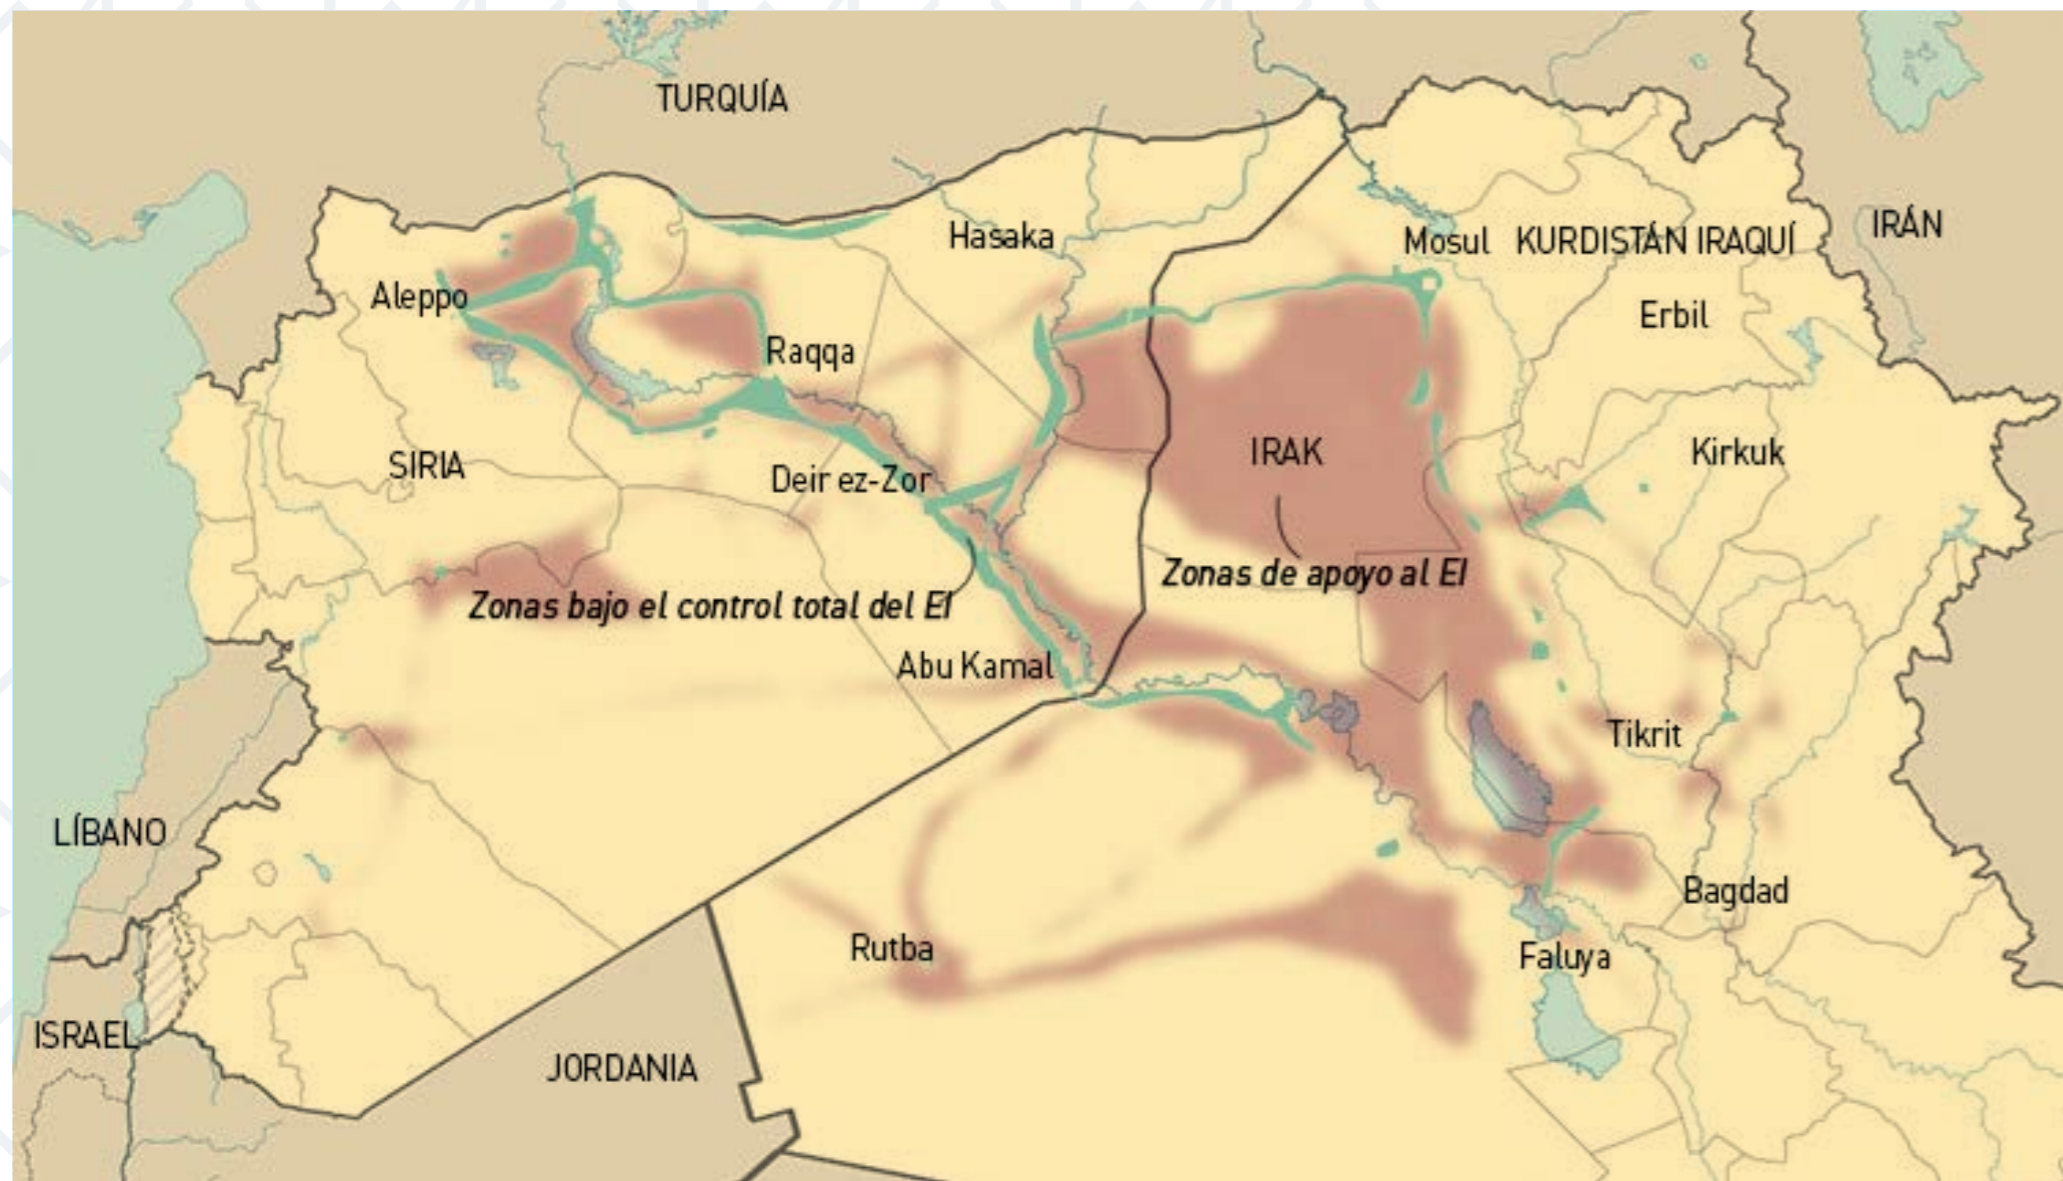 TURQUÍA
IRÁN
Hasaka
Mosul
KURDISTÁN IRAQUÍ
Aleppo
Erbil
Raqqa
SIRIA
IRAK
Kirkuk
Deir ez-Zor
Zonas de apoyo al EI
Zonas bajo el control total del EI
Abu Kamal
Tikrit
LÍBANO
Bagdad
Rutba
Faluya
ISRAEL
JORDANIA